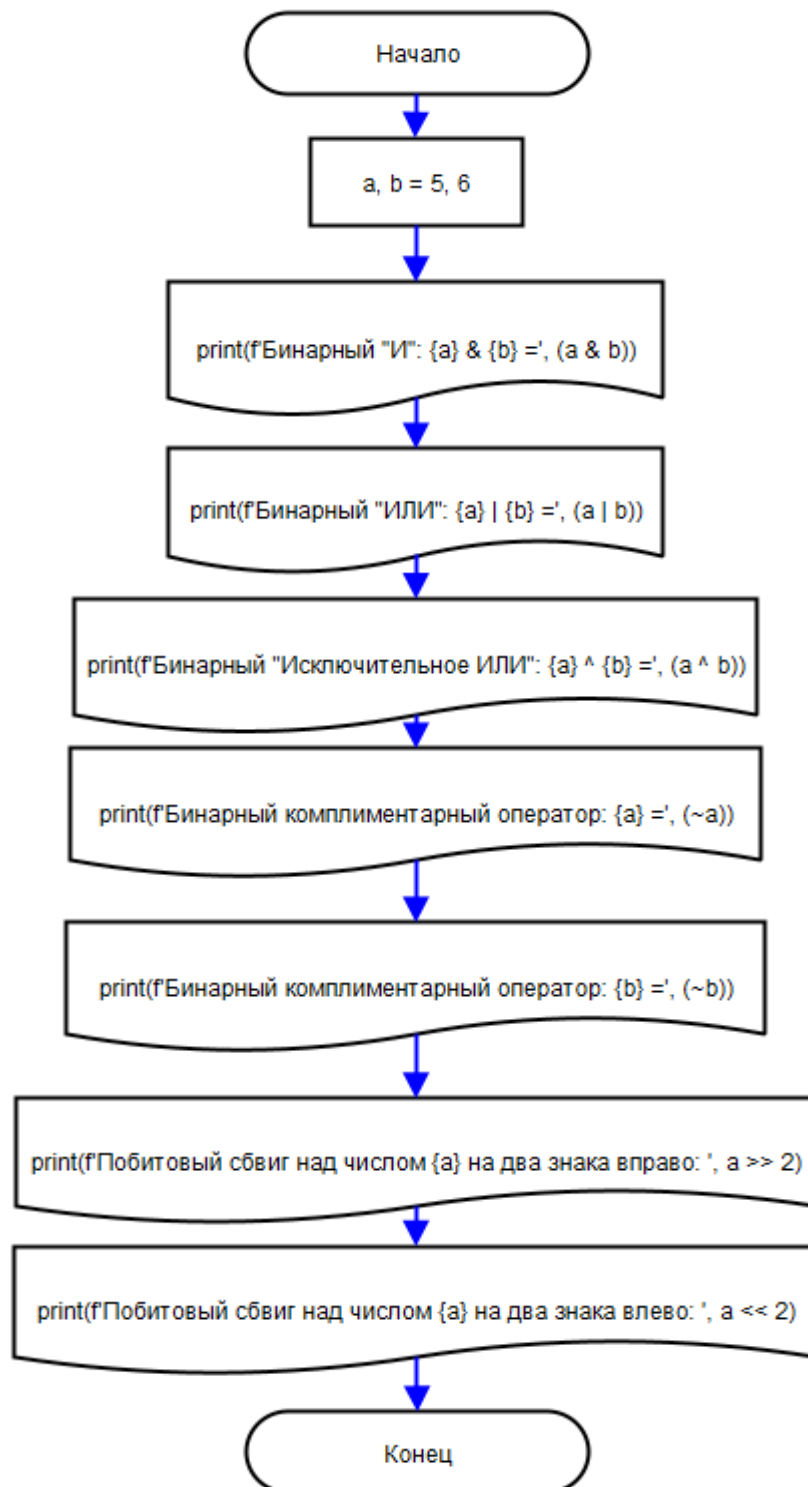 Начало
a, b = 5, 6
print(f'Бинарный "И": {a} & {b} =', (a & b))
print(f'Бинарный "ИЛИ": {a} | {b} =', (a | b))
print(f'Бинарный "Исключительное ИЛИ": {a} ^ {b} =', (a ^ b))
print(f'Бинарный комплиментарный оператор: {a} =', (~a))
print(f'Бинарный комплиментарный оператор: {b} =', (~b))
print(f'Побитовый сбвиг над числом {a} на два знака вправо: ', a >> 2)
print(f'Побитовый сбвиг над числом {a} на два знака влево: ', a << 2)
Конец